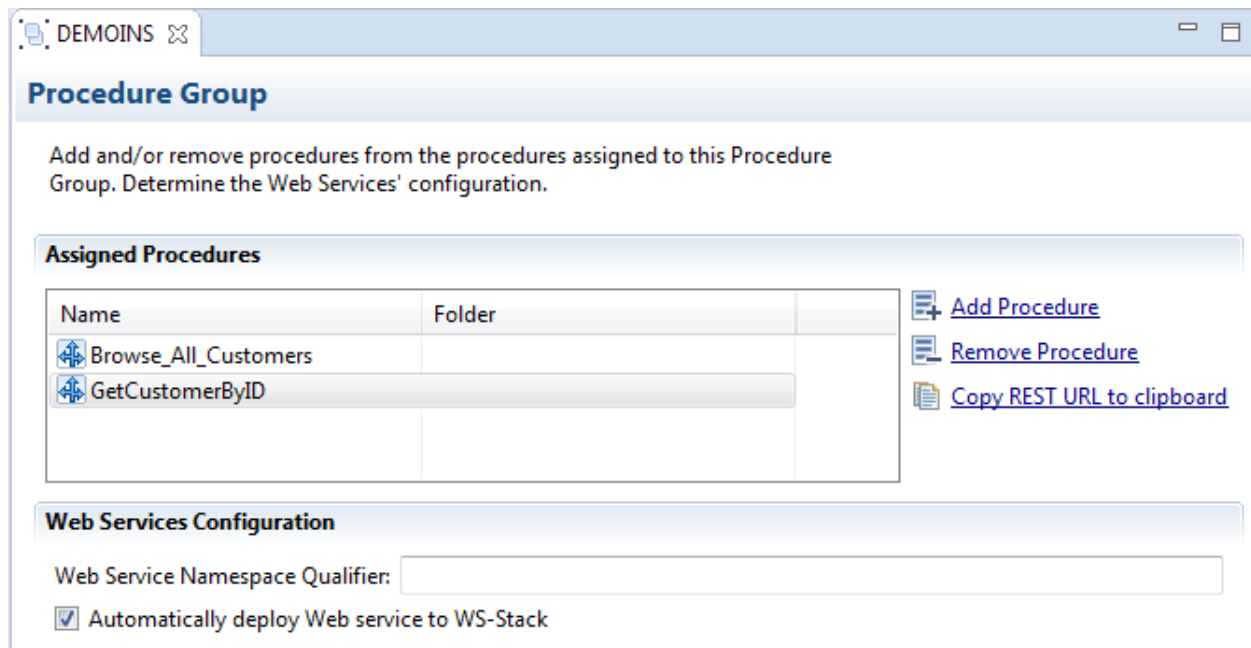 DEMOINS
Procedure Group
Add and/or remove procedures from the procedures assigned to this Procedure
Group. Determine the Web Services' configuration.
Assigned Procedures
Name Folder
Add Procedure
Browse_All_Customers
Remove Procedure
GetCustomerByID
Copy REST URL to clipboard
Web Services Configuration
Web Service Namespace Qualifier:
Automatically deploy Web service to WS-Stack